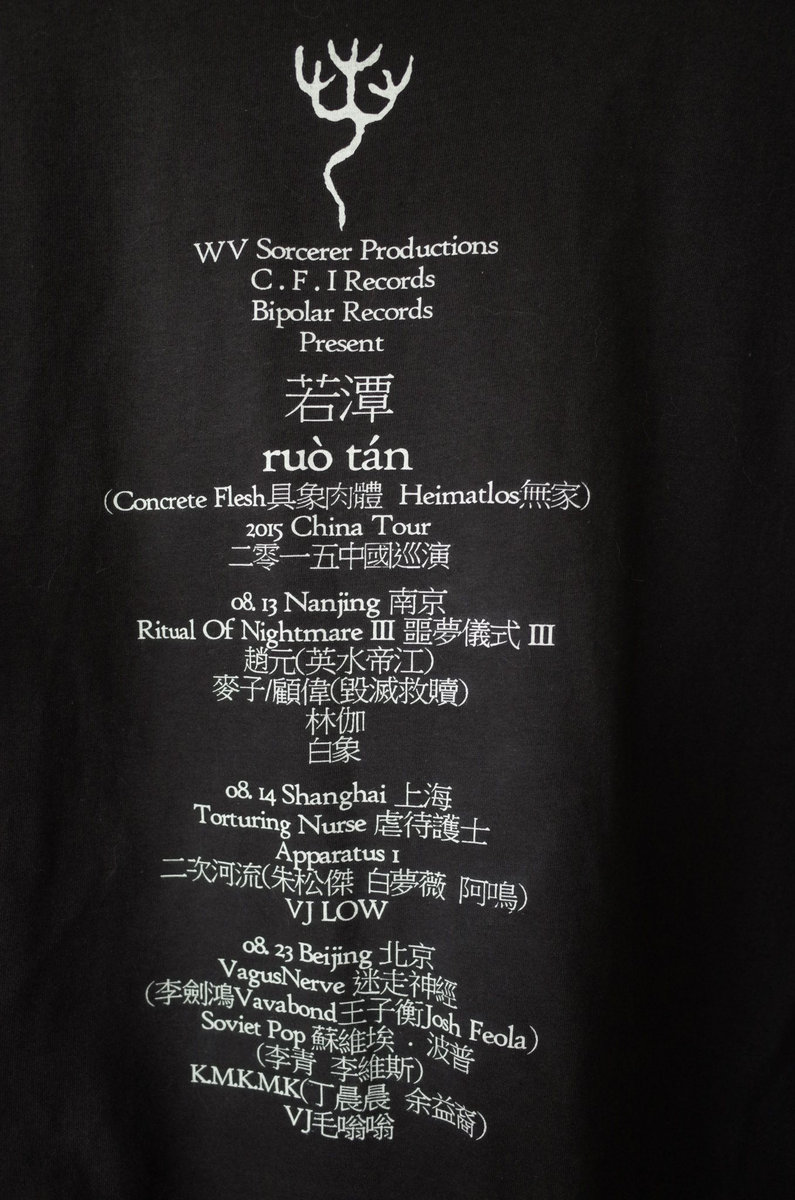 WV Sorcerer Productions
C . F . I Records
Bipolar Records
Present
若潭
ruò tán
(Concrete Flesh具象肉體 Heimatlos無家)
2015 China Tour
二零一五中國巡演
08. 13 Nanjing 南京
Ritual Of Nightmare III 噩夢儀式 III
趙元(英水帝江)
麥子/顧偉(毀滅救贖)
林伽
白象
08. 14 Shanghai 上海
Torturing Nurse 虐待護士
Apparatus 1
二次河流(朱松傑 白夢薇 阿鳴)
VJ LOW
08. 23 Beijing 北京
VagusNerve 迷走神經
(李劍鴻Vavabond王子衡Josh Feola)
Soviet Pop 蘇維埃 · 波普
(李青 李維斯)
K.M.K.M.K(丁晨晨 余益裔)
VJ毛嗡嗡